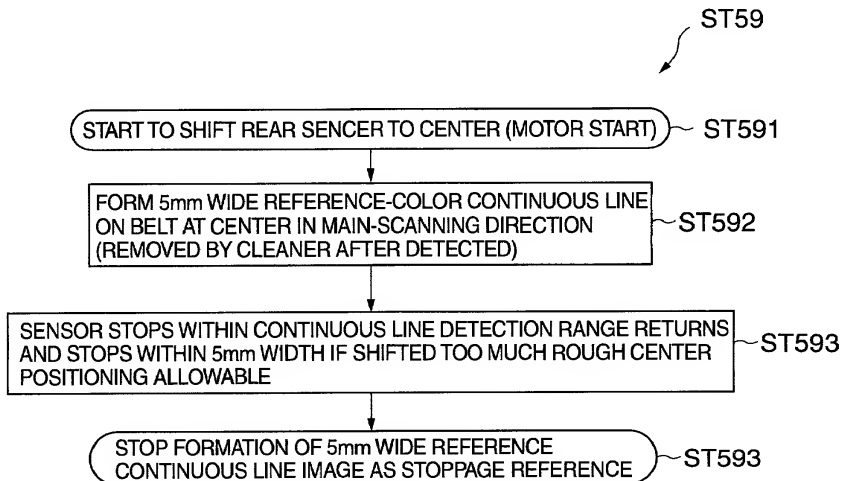 ST59
START TO SHIFT REAR SENCER TO CENTER (MOTOR START)
ST591
FORM 5mm WIDE REFERENCE-COLOR CONTINUOUS LINE
ON BELT AT CENTER IN MAIN-SCANNING DIRECTION
(REMOVED BY CLEANER AFTER DETECTED)
ST592
SENSOR STOPS WITHIN CONTINUOUS LINE DETECTION RANGE RETURNS
AND STOPS WITHIN 5mm WIDTH IF SHIFTED TOO MUCH ROUGH CENTER
POSITIONING ALLOWABLE
ST593
STOP FORMATION OF 5mm WIDE REFERENCE
CONTINUOUS LINE IMAGE AS STOPPAGE REFERENCE
ST593